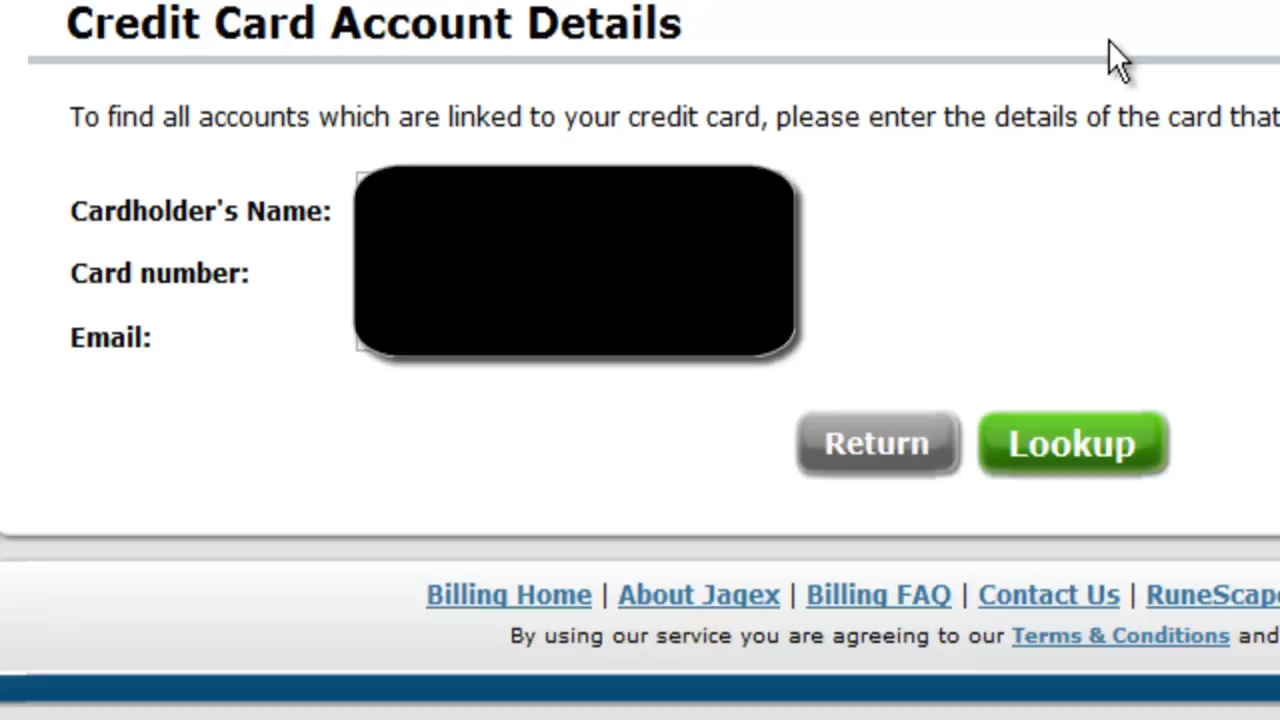 Credit Card Account Details
To find all accounts which are linked to your credit card, please enter the details of the card that
Cardholder's Name:
Card number:
Email:
Return Lookup
Billing Home | About Jagex | Billing FAQ | Contact Us | RuneScape
By using our service you are agreeing to our Terms & Conditions and